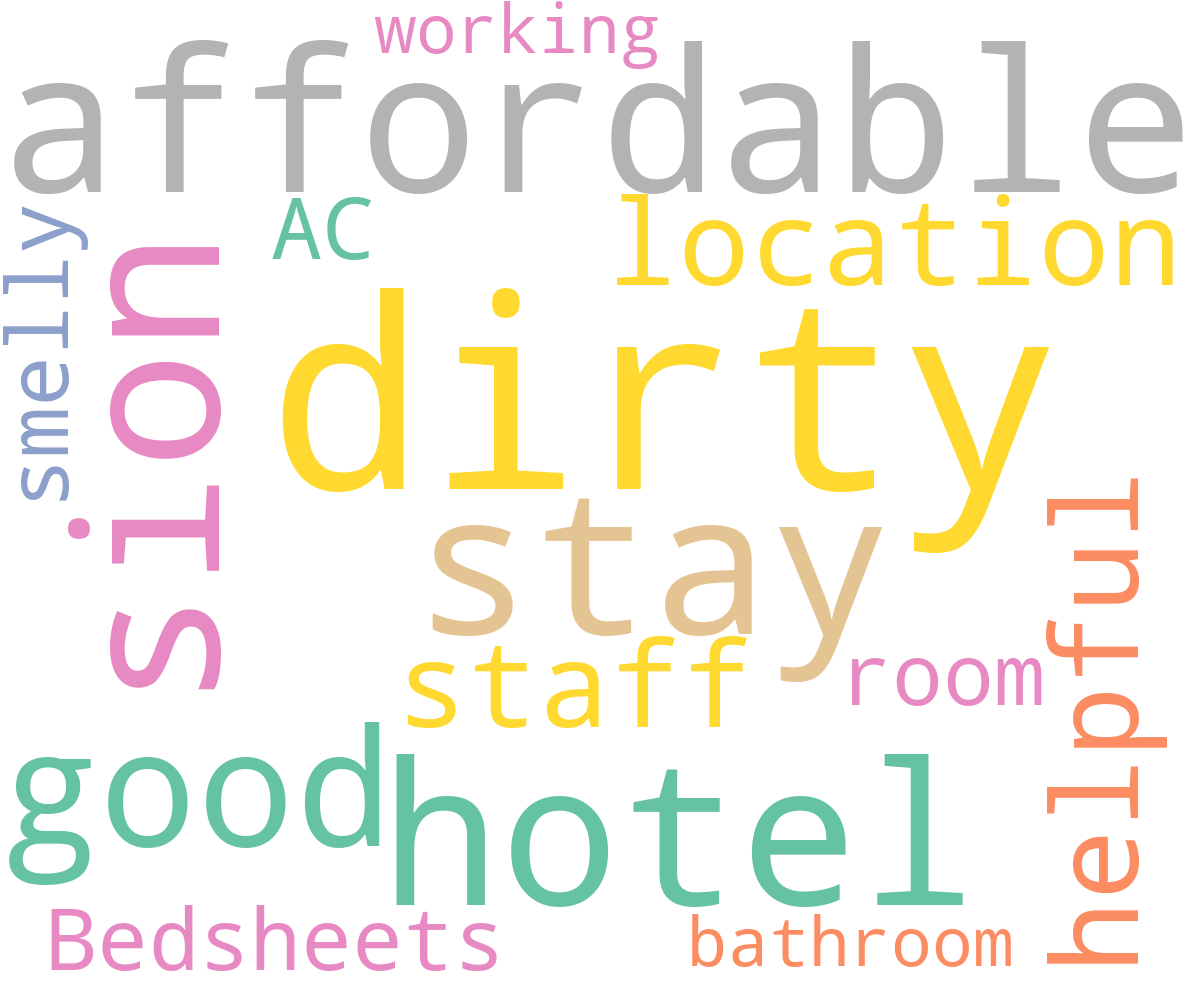 working
affordable
AC
location
smelly
sion
dirty
stay
helpful
staff
room
good
hotel
Bedsheets
bathroom